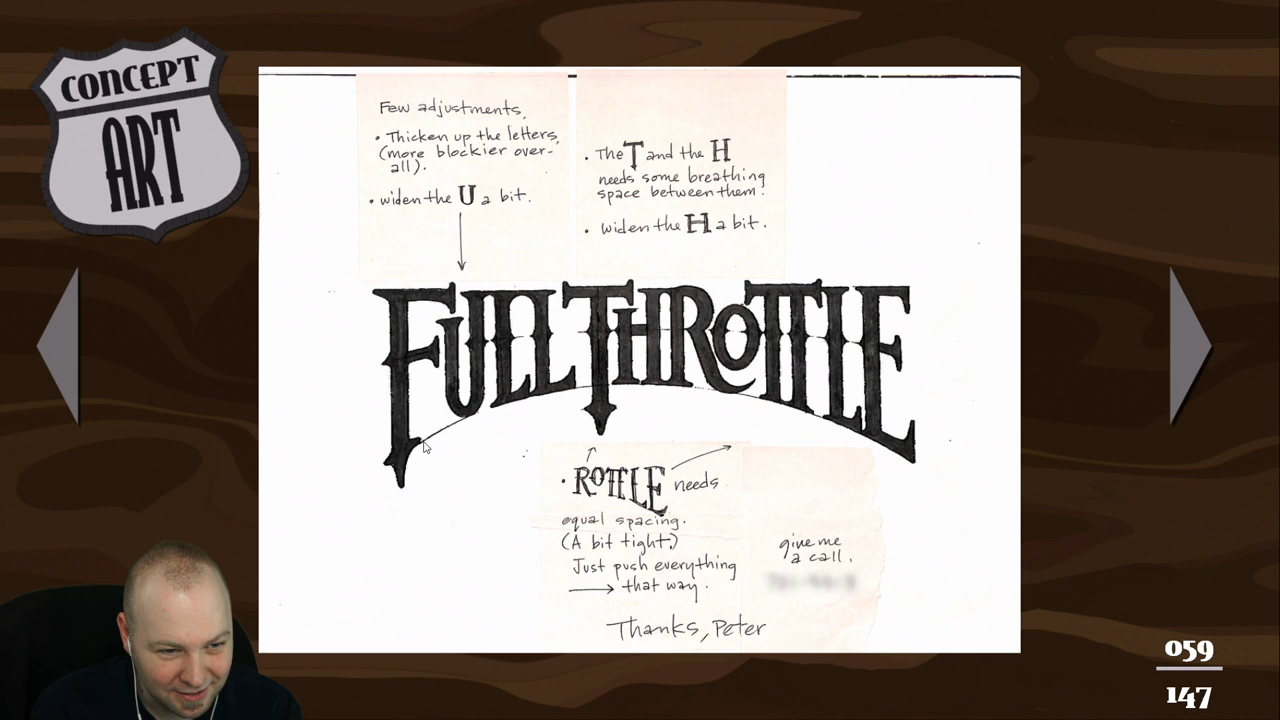 CONCEPT
ART
Few adjustments,
• Thicken up the letters,
(more blockier over-
all).
• widen the U a bit.
• The T and the H
needs some breathing
space between them!
• widen the H a bit.
FULL THROTTLE
• ROTTLE needs
equal spacing.
(A bit tight.)
Just push everything
→ that way.
give me
a call.
Thanks, Peter
059
147